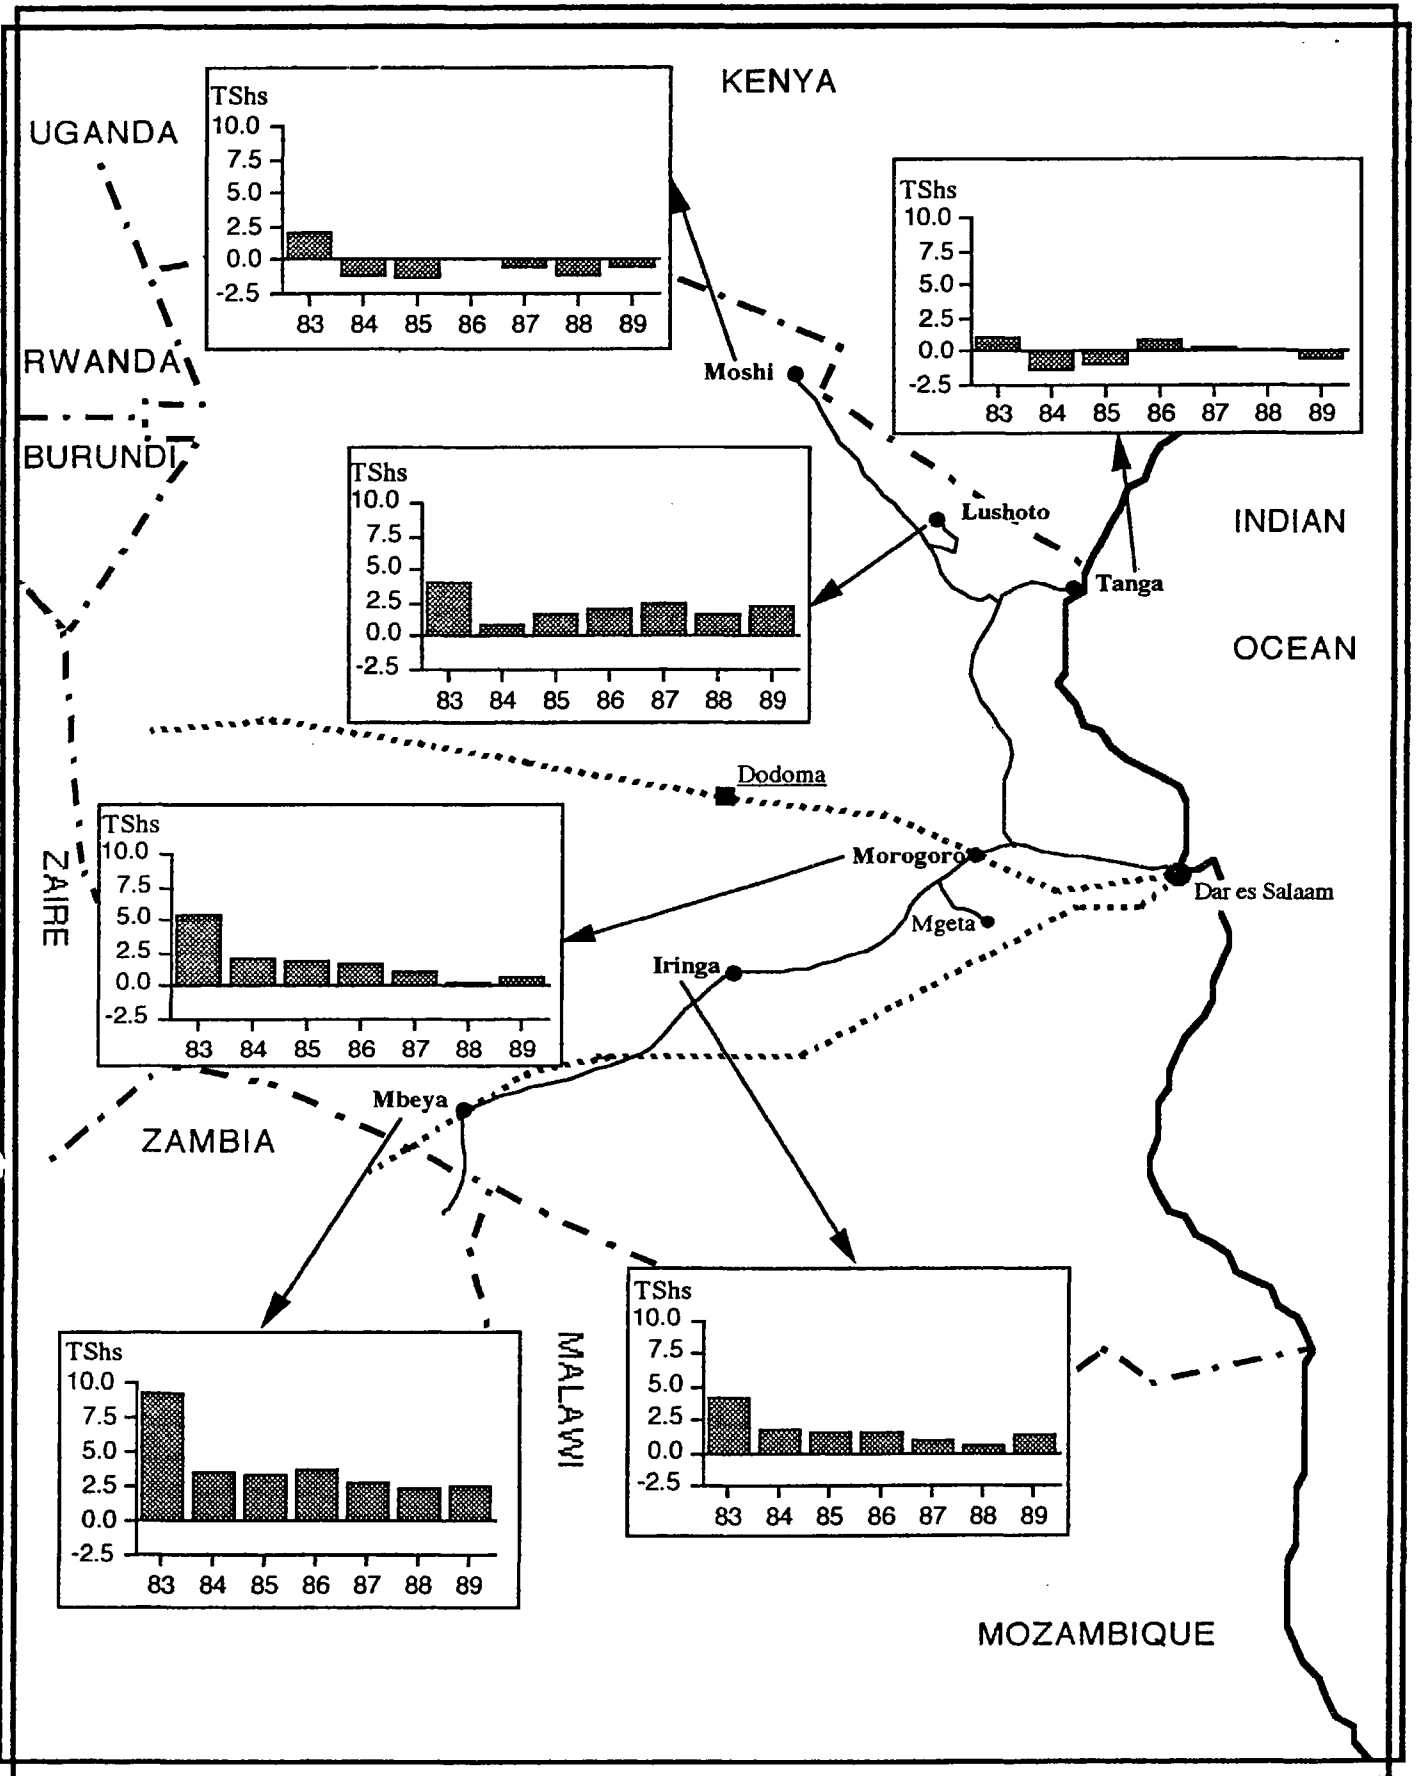 KENYA
UGANDA
TShs
10.0
7.5
5.0
2.5
0.0
-2.5
83 84 85 86 87 88 89
TShs
10.0
7.5
5.0
2.5
0.0
-2.5
83 84 85 86 87 88 89
RWANDA
BURUNDI
Moshi
TShs
10.0
7.5
5.0
2.5
0.0
-2.5
83 84 85 86 87 88 89
Lushoto
INDIAN
Tanga
OCEAN
Dodoma
TShs
10.0
7.5
5.0
2.5
0.0
-2.5
83 84 85 86 87 88 89
ZAIRE
Morogoro
Dar es Salaam
Mgeta
Iringa
Mbeya
ZAMBIA
TShs
10.0
7.5
5.0
2.5
0.0
-2.5
83 84 85 86 87 88 89
MALAWI
TShs
10.0
7.5
5.0
2.5
0.0
-2.5
83 84 85 86 87 88 89
MOZAMBIQUE